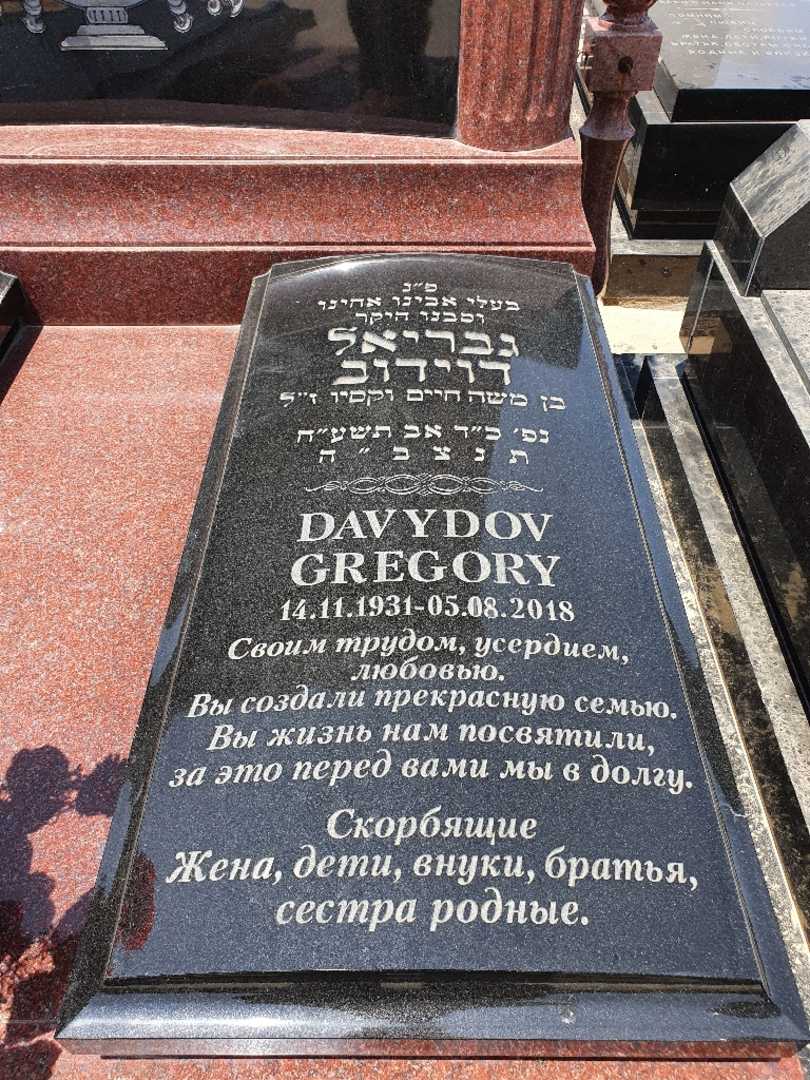 פ״נ
בעלי אבינו אחינו
וסבנו היקר
גבריאל
דוידוב
בן משה חיים וקסיו ז״ל
נפ׳ כ״ד אב תשע״ח
ת נ צ ב ״ ה
DAVYDOV
GREGORY
14.11.1931-05.08.2018
Своим трудом, усердием,
любовью.
Вы создали прекрасную семью.
Вы жизнь нам посвятили,
за это перед вами мы в долгу.
Скорбящие
Жена, дети, внуки, братья,
сестра родные.